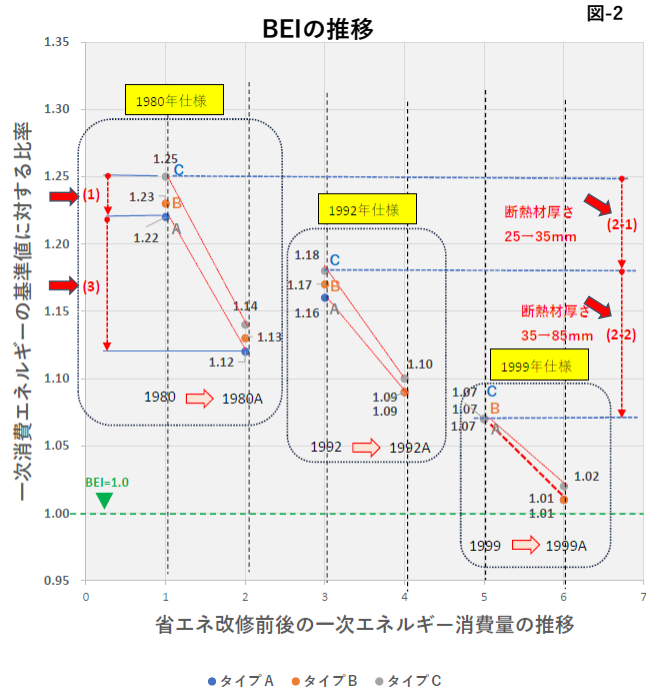 図-2
BEIの推移
一次消費エネルギーの基準値に対する比率
1.35
1.30
1.25
1.20
1.15
1.10
1.05
1.00
0.95
1980年仕様
1.25
C
1.23
B
1.22
A
(1)
(3)
1.14
1.13
1.12
1980
1980A
1992年仕様
1.18
C
1.17
B
1.16
A
1.10
1.09
1.09
1992
1992A
断熱材厚さ
25→35mm
(2-1)
断熱材厚さ
35→85mm
(2-2)
1999年仕様
1.07
C
1.07
B
1.07
A
1.02
1.01
1.01
1999
1999A
BEI=1.0
0
1
2
3
4
5
6
7
省エネ改修前後の一次エネルギー消費量の推移
タイプA
タイプB
タイプC